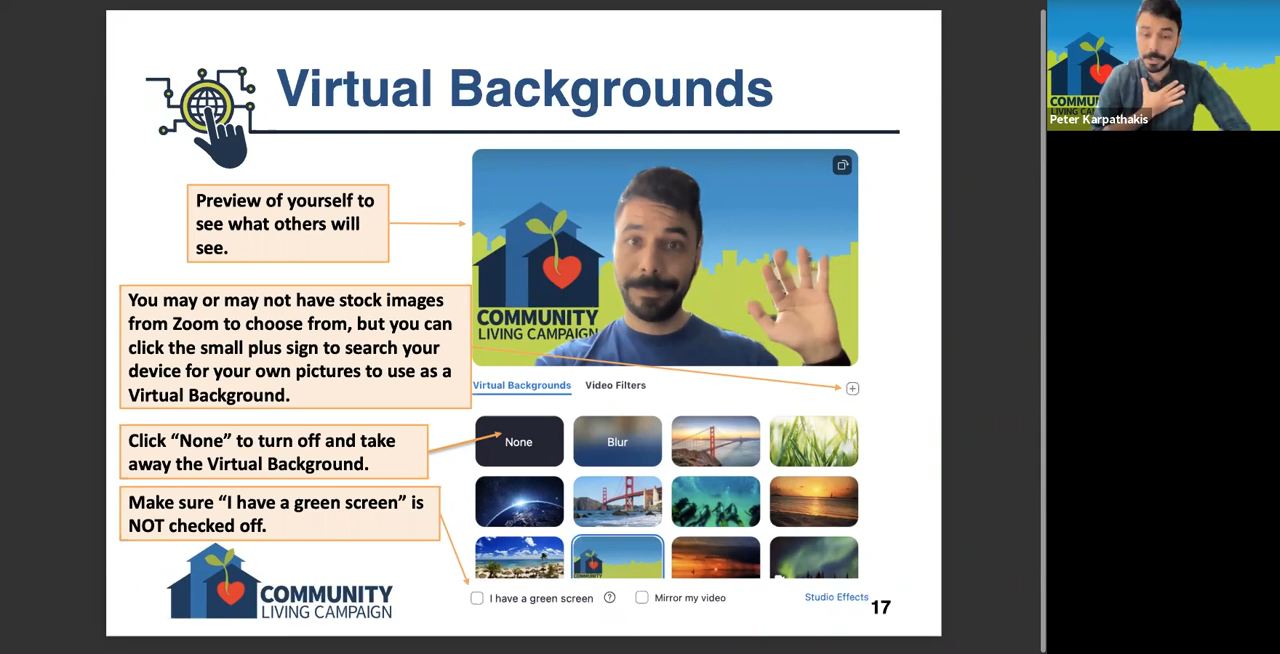 Virtual Backgrounds
Preview of yourself to
see what others will
see.
You may or may not have stock images
from Zoom to choose from, but you can
click the small plus sign to search your
device for your own pictures to use as a
Virtual Background.
Click “None” to turn off and take
away the Virtual Background.
Make sure “I have a green screen” is
NOT checked off.
COMMUNITY
LIVING CAMPAIGN
COMMUNITY
LIVING CAMPAIGN
Virtual Backgrounds Video Filters
None Blur
I have a green screen ? Mirror my video Studio Effects
17
COMMU
LIVING CA
Peter Karpathakis